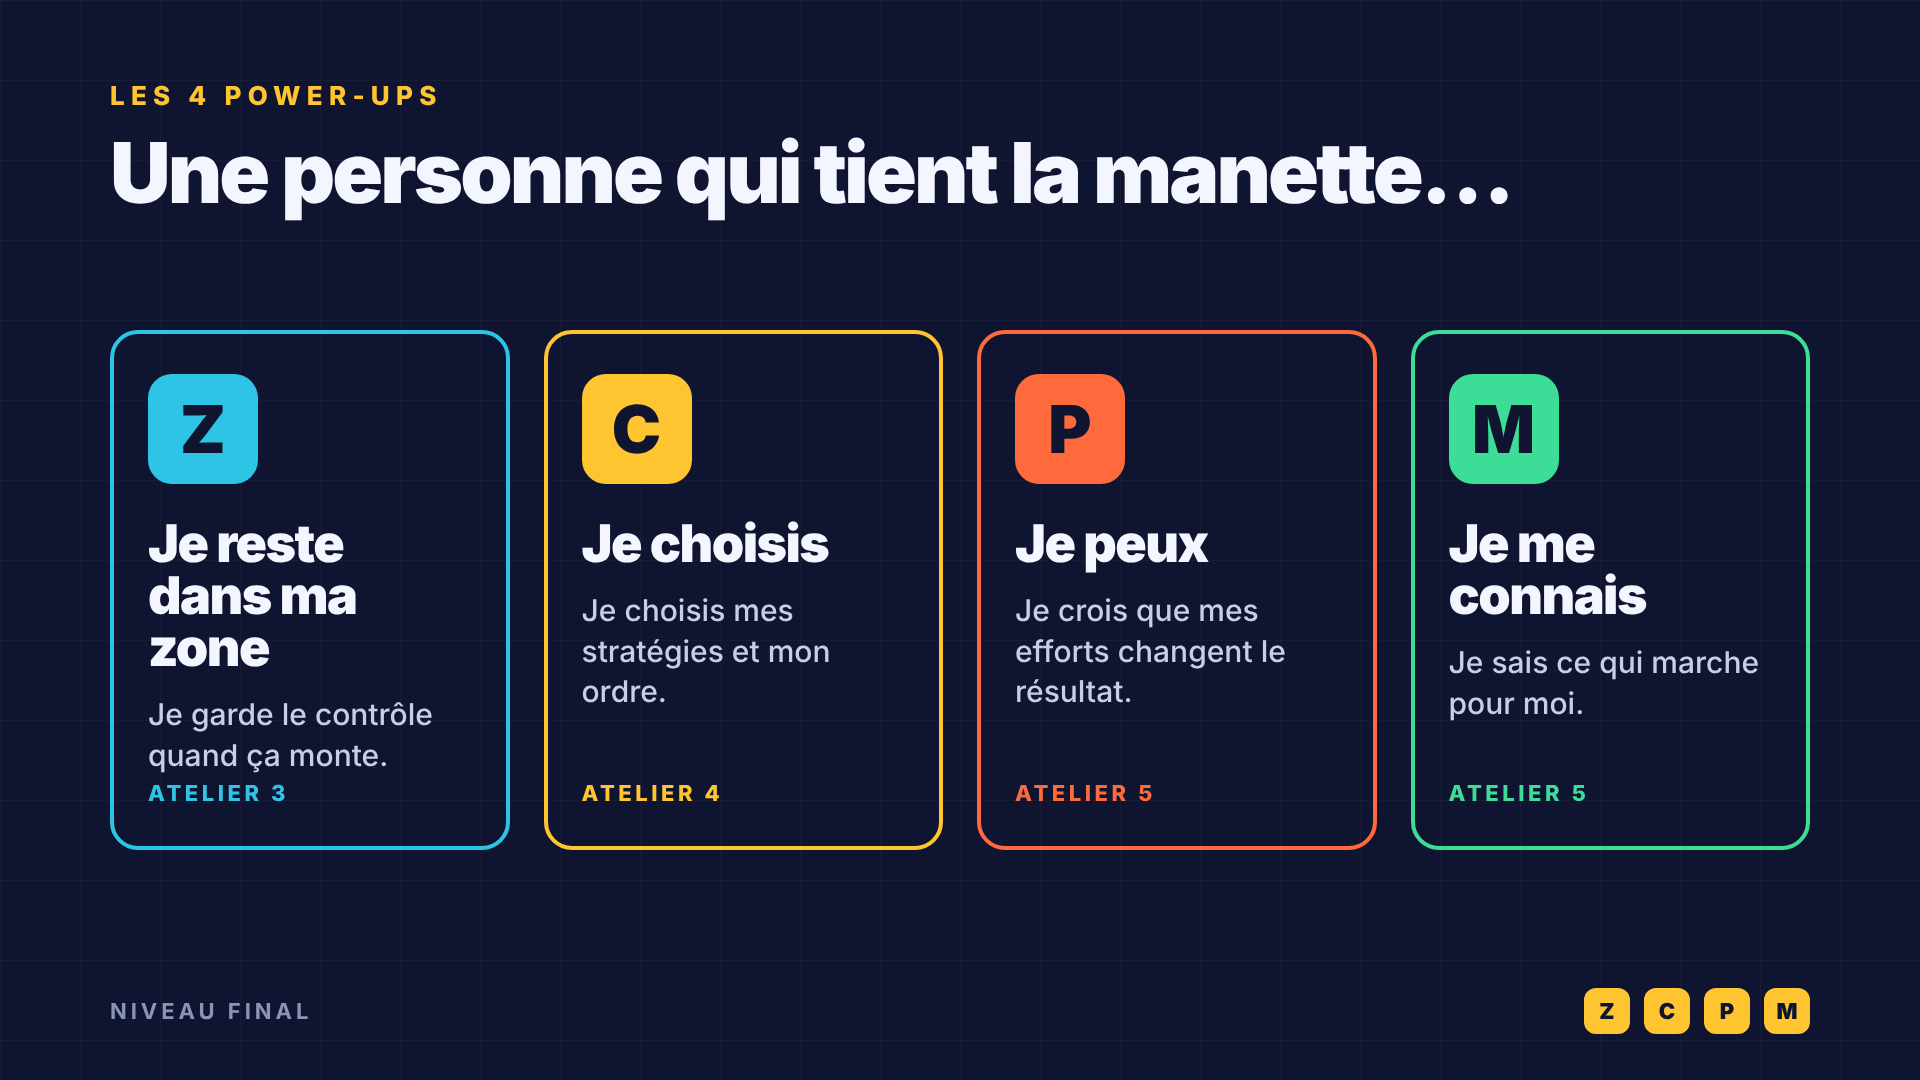 LES 4 POWER-UPS
Une personne qui tient la manette…
Z
Je reste
dans ma
zone
Je garde le contrôle
quand ça monte.
ATELIER 3
C
Je choisis
Je choisis mes
stratégies et mon
ordre.
ATELIER 4
P
Je peux
Je crois que mes
efforts changent le
résultat.
ATELIER 5
M
Je me
connais
Je sais ce qui marche
pour moi.
ATELIER 5
NIVEAU FINAL
Z C P M